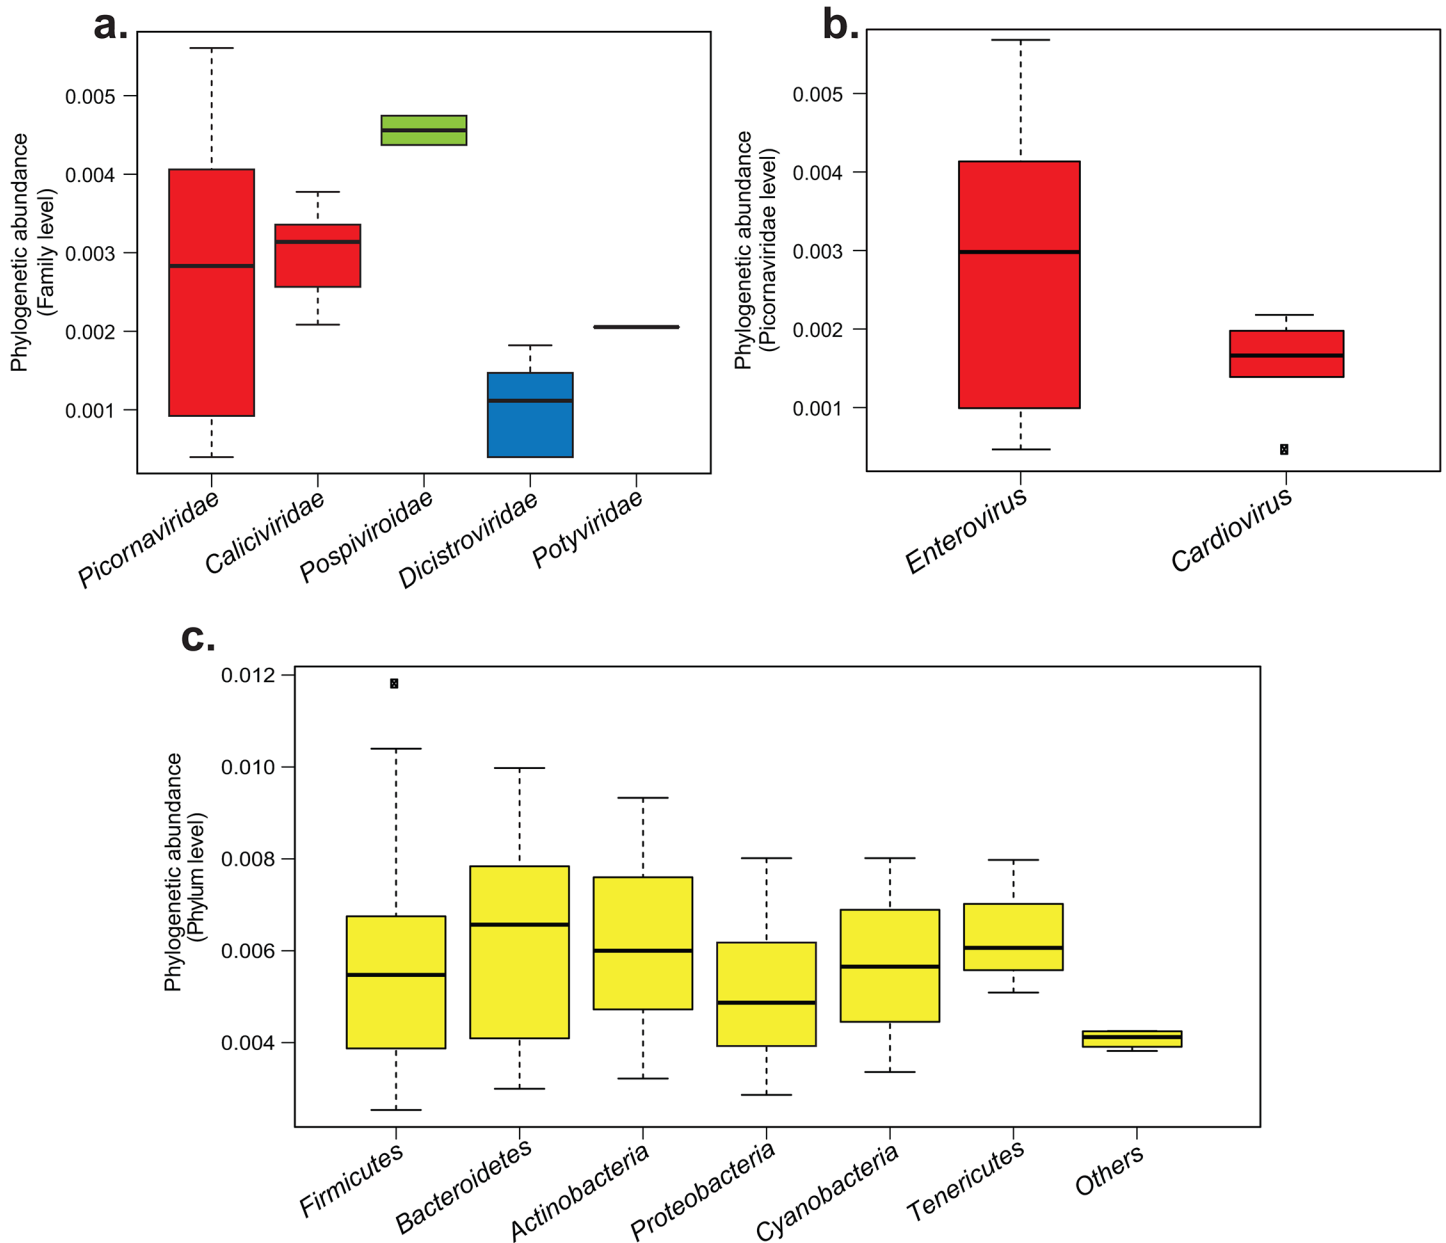 a.
Phylogenetic abundance
(Family level)
0.005
0.004
0.003
0.002
0.001
Picornaviridae
Caliciviridae
Pospiviroidae
Dicistroviridae
Potyviridae
b.
Phylogenetic abundance
(Picornaviridae level)
0.005
0.004
0.003
0.002
0.001
Enterovirus
Cardiovirus
c.
Phylogenetic abundance
(Phylum level)
0.012
0.010
0.008
0.006
0.004
Firmicutes
Bacteroidetes
Actinobacteria
Proteobacteria
Cyanobacteria
Tenericutes
Others